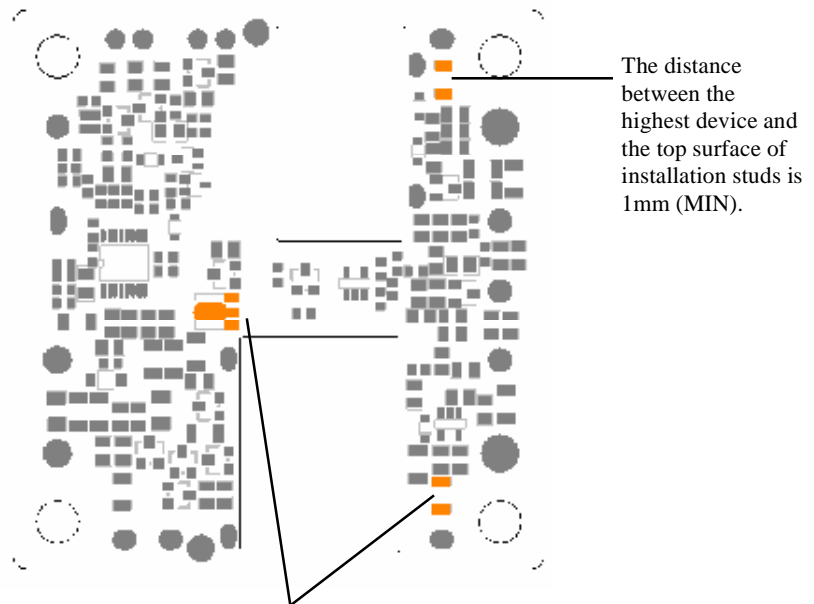 The distance
between the
highest device and
the top surface of
installation studs is
1mm (MIN).